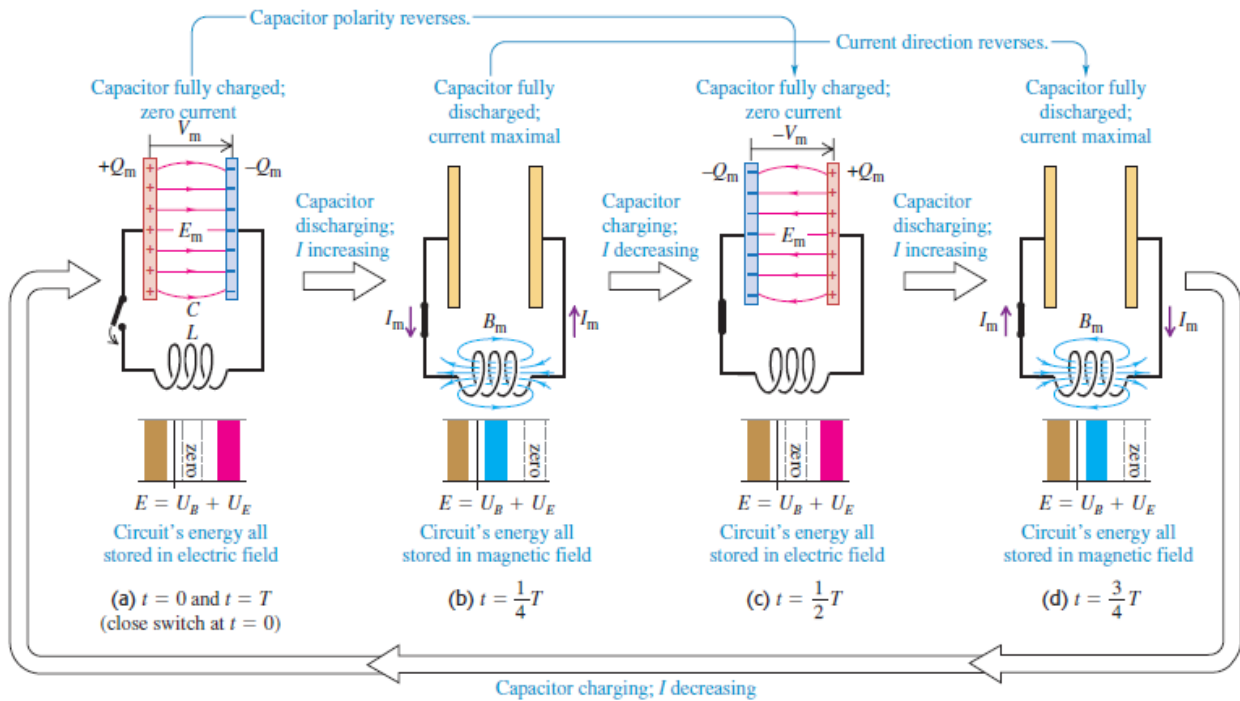 Capacitor polarity reverses.
Current direction reverses.
Capacitor fully charged;
zero current
Vm
+Qm
−Qm
Em
C
L
Capacitor
discharging;
I increasing
Capacitor fully
discharged;
current maximal
Im
Im
Bm
Capacitor
charging;
I decreasing
Capacitor fully charged;
zero current
−Vm
−Qm
+Qm
Em
Capacitor
discharging;
I increasing
Capacitor fully
discharged;
current maximal
Im
Im
Bm
zero
E = UB + UE
Circuit's energy all
stored in electric field
(a) t = 0 and t = T
(close switch at t = 0)
zero
E = UB + UE
Circuit's energy all
stored in magnetic field
(b) t = 1/4 T
zero
E = UB + UE
Circuit's energy all
stored in electric field
(c) t = 1/2 T
zero
E = UB + UE
Circuit's energy all
stored in magnetic field
(d) t = 3/4 T
Capacitor charging; I decreasing